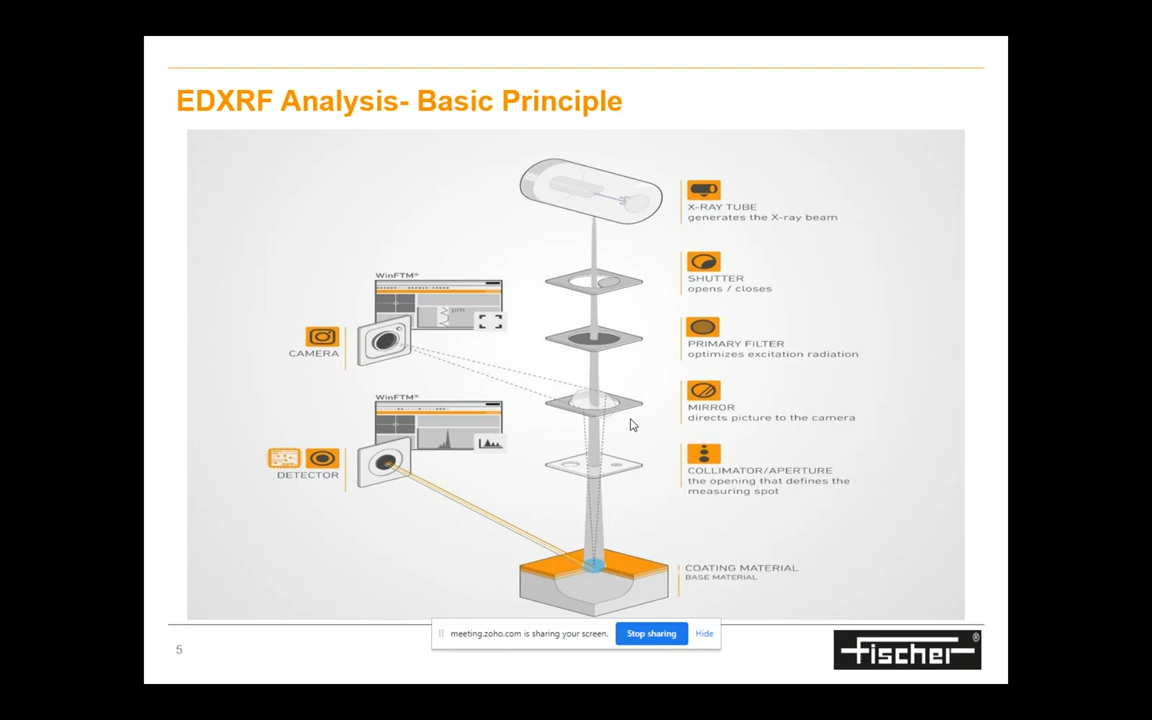 EDXRF Analysis- Basic Principle
X-RAY TUBE
generates the X-ray beam
SHUTTER
opens / closes
WinFTM®
CAMERA
PRIMARY FILTER
optimizes excitation radiation
MIRROR
directs picture to the camera
WinFTM®
DETECTOR
COLLIMATOR/APERTURE
the opening that defines the
measuring spot
COATING MATERIAL
BASE MATERIAL
meeting.zoho.com is sharing your screen.
Stop sharing
Hide
5
fischer®